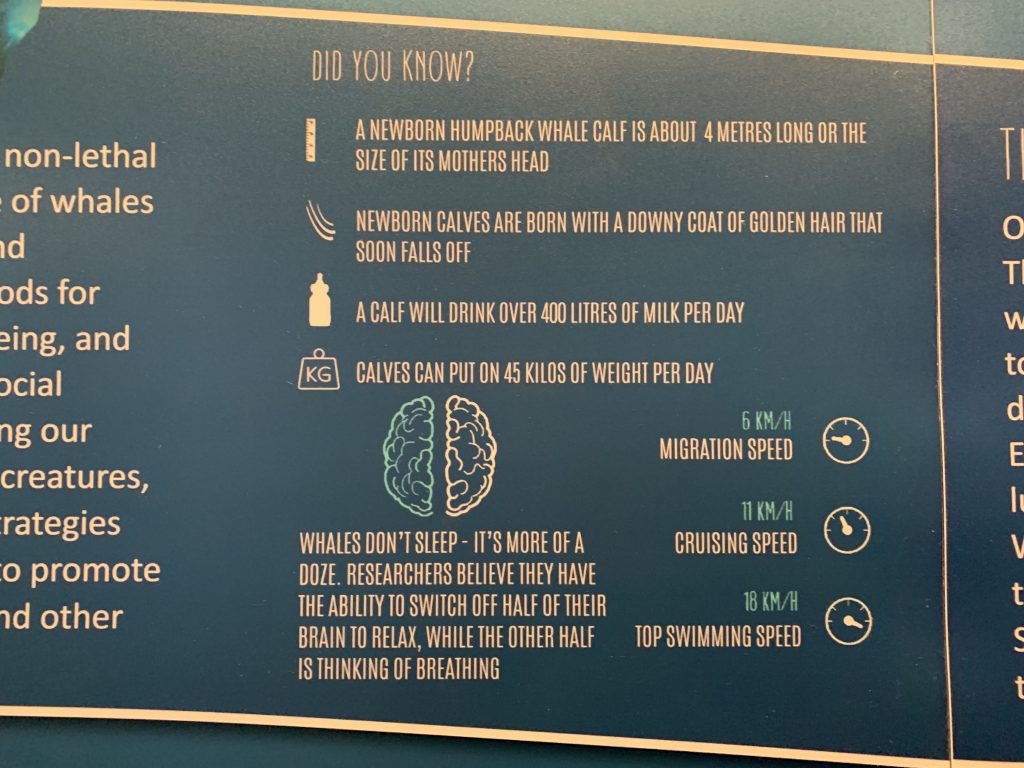 non-lethal
of whales
nd
ods for
eing, and
ocial
ng our
creatures,
trategies
to promote
nd other
DID YOU KNOW?
A NEWBORN HUMPBACK WHALE CALF IS ABOUT 4 METRES LONG OR THE
SIZE OF ITS MOTHERS HEAD
NEWBORN CALVES ARE BORN WITH A DOWNY COAT OF GOLDEN HAIR THAT
SOON FALLS OFF
A CALF WILL DRINK OVER 400 LITRES OF MILK PER DAY
KG
CALVES CAN PUT ON 45 KILOS OF WEIGHT PER DAY
WHALES DON'T SLEEP - IT'S MORE OF A
DOZE. RESEARCHERS BELIEVE THEY HAVE
THE ABILITY TO SWITCH OFF HALF OF THEIR
BRAIN TO RELAX, WHILE THE OTHER HALF
IS THINKING OF BREATHING
6 KM/H
MIGRATION SPEED
11 KM/H
CRUISING SPEED
18 KM/H
TOP SWIMMING SPEED